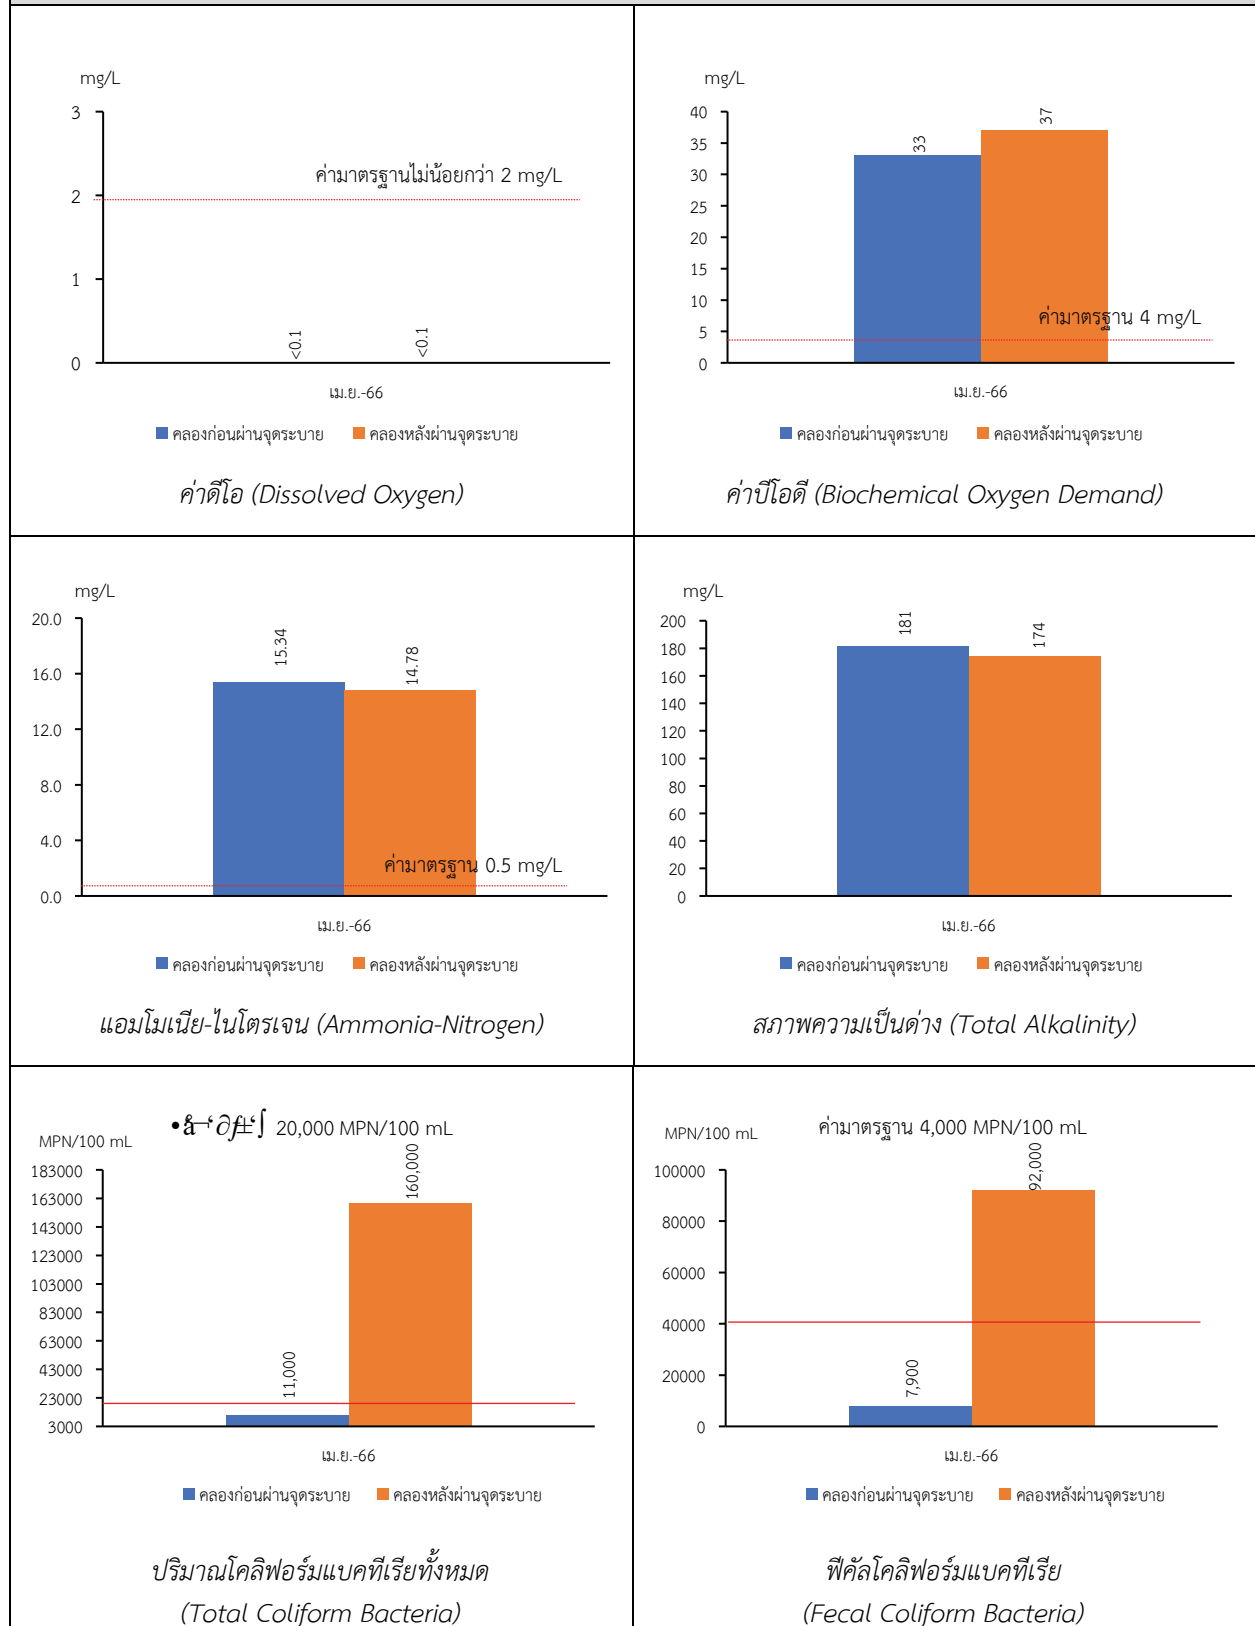 mg/L
3
2
1
0
ค่ามาตรฐานไม่น้อยกว่า 2 mg/L
<0.1
<0.1
เม.ย.-66
คลองก่อนผ่านจุดระบาย คลองหลังผ่านจุดระบาย
ค่าดีโอ (Dissolved Oxygen)
mg/L
40
35
30
25
20
15
10
5
0
33
37
ค่ามาตรฐาน 4 mg/L
เม.ย.-66
คลองก่อนผ่านจุดระบาย คลองหลังผ่านจุดระบาย
ค่าบีโอดี (Biochemical Oxygen Demand)
mg/L
20.0
16.0
12.0
8.0
4.0
0.0
15.34
14.78
ค่ามาตรฐาน 0.5 mg/L
เม.ย.-66
คลองก่อนผ่านจุดระบาย คลองหลังผ่านจุดระบาย
แอมโมเนีย-ไนโตรเจน (Ammonia-Nitrogen)
mg/L
200
180
160
140
120
100
80
60
40
20
0
181
174
เม.ย.-66
คลองก่อนผ่านจุดระบาย คลองหลังผ่านจุดระบาย
สภาพความเป็นด่าง (Total Alkalinity)
20,000 MPN/100 mL
MPN/100 mL
183000
163000
143000
123000
103000
83000
63000
43000
23000
3000
11,000
160,000
เม.ย.-66
คลองก่อนผ่านจุดระบาย คลองหลังผ่านจุดระบาย
ปริมาณโคลิฟอร์มแบคทีเรียทั้งหมด
(Total Coliform Bacteria)
ค่ามาตรฐาน 4,000 MPN/100 mL
MPN/100 mL
100000
80000
60000
40000
20000
0
7,900
92,000
เม.ย.-66
คลองก่อนผ่านจุดระบาย คลองหลังผ่านจุดระบาย
ฟีคัลโคลิฟอร์มแบคทีเรีย
(Fecal Coliform Bacteria)